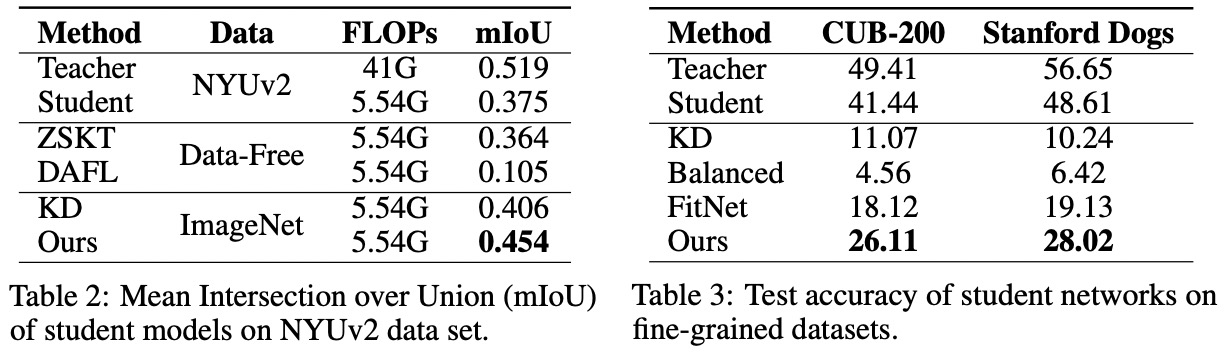 Method Data FLOPs mIoU
Teacher NYUv2 41G 0.519
Student 5.54G 0.375
ZSKT Data-Free 5.54G 0.364
DAFL 5.54G 0.105
KD ImageNet 5.54G 0.406
Ours 5.54G 0.454
Table 2: Mean Intersection over Union (mIoU)
of student models on NYUv2 data set.
Method CUB-200 Stanford Dogs
Teacher 49.41 56.65
Student 41.44 48.61
KD 11.07 10.24
Balanced 4.56 6.42
FitNet 18.12 19.13
Ours 26.11 28.02
Table 3: Test accuracy of student networks on
fine-grained datasets.